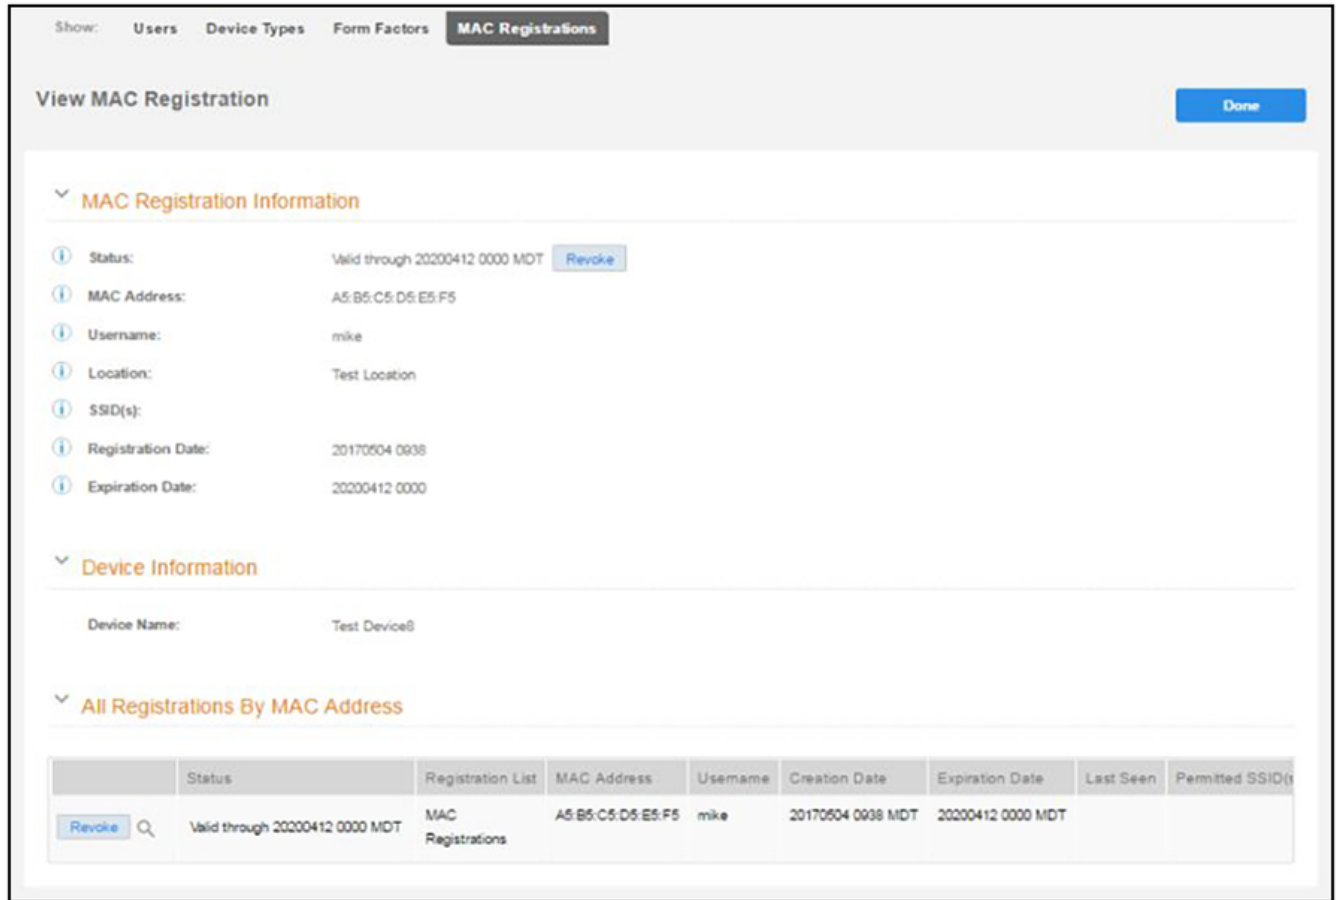 Show: Users Device Types Form Factors MAC Registrations
View MAC Registration
Done
MAC Registration Information
Status: Valid through 20200412 0000 MDT Revoke
MAC Address: A5:B5:C5:D5:E5:F5
Username: mike
Location: Test Location
SSID(s):
Registration Date: 20170504 0938
Expiration Date: 20200412 0000
Device Information
Device Name: Test Device8
All Registrations By MAC Address
Status Registration List MAC Address Username Creation Date Expiration Date Last Seen Permitted SSID(s
Revoke Valid through 20200412 0000 MDT MAC A5:B5:C5:D5:E5:F5 mike 20170504 0938 MDT 20200412 0000 MDT
Registrations